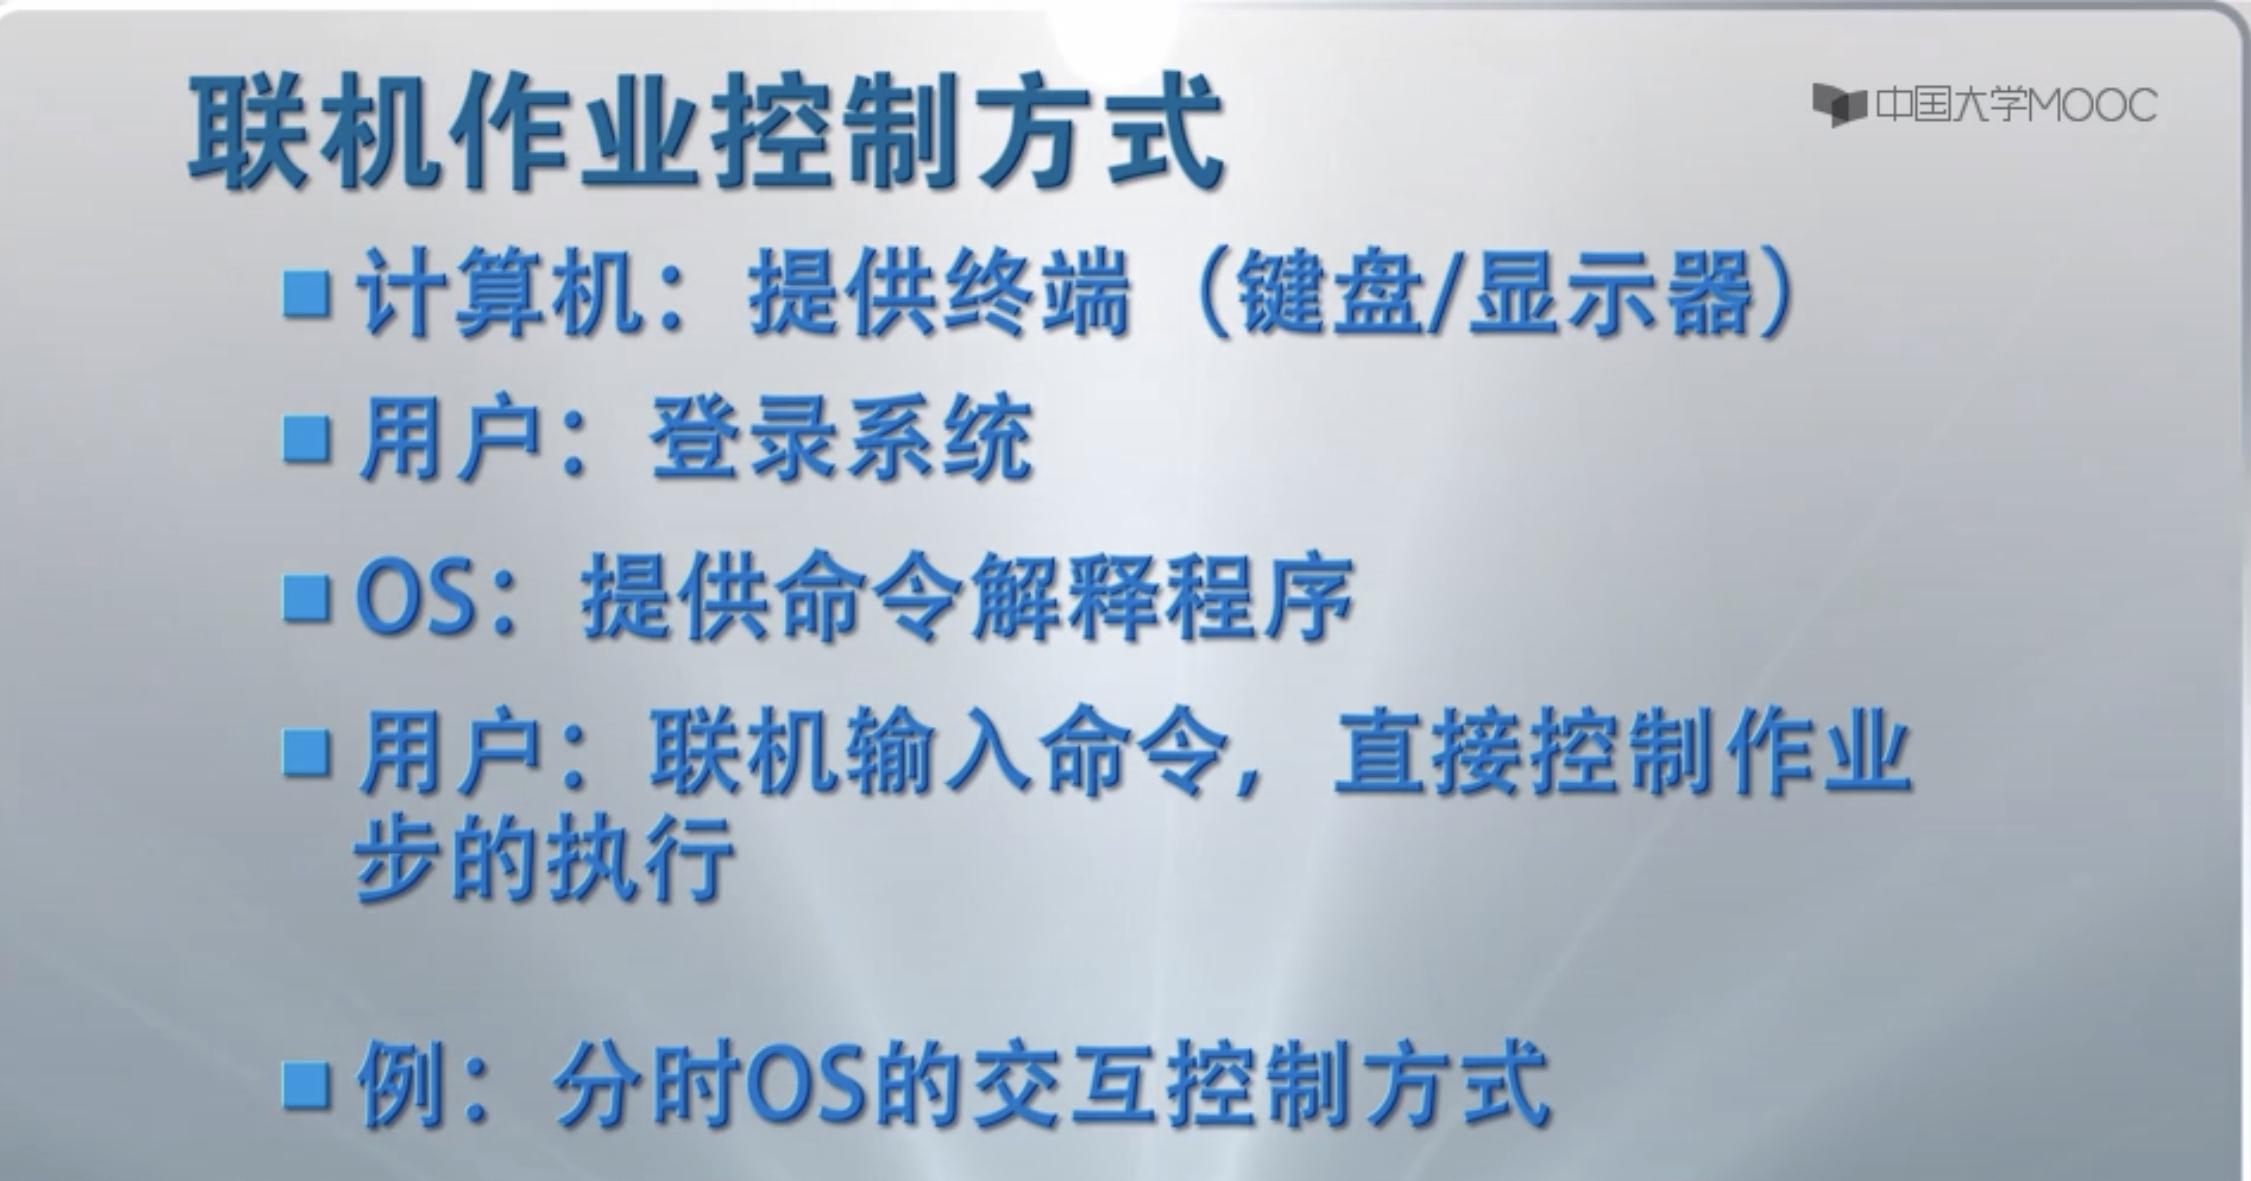 联机作业控制方式
中国大学MOOC
计算机：提供终端（键盘/显示器）
用户：登录系统
OS：提供命令解释程序
用户：联机输入命令，直接控制作业
步的执行
例：分时OS的交互控制方式